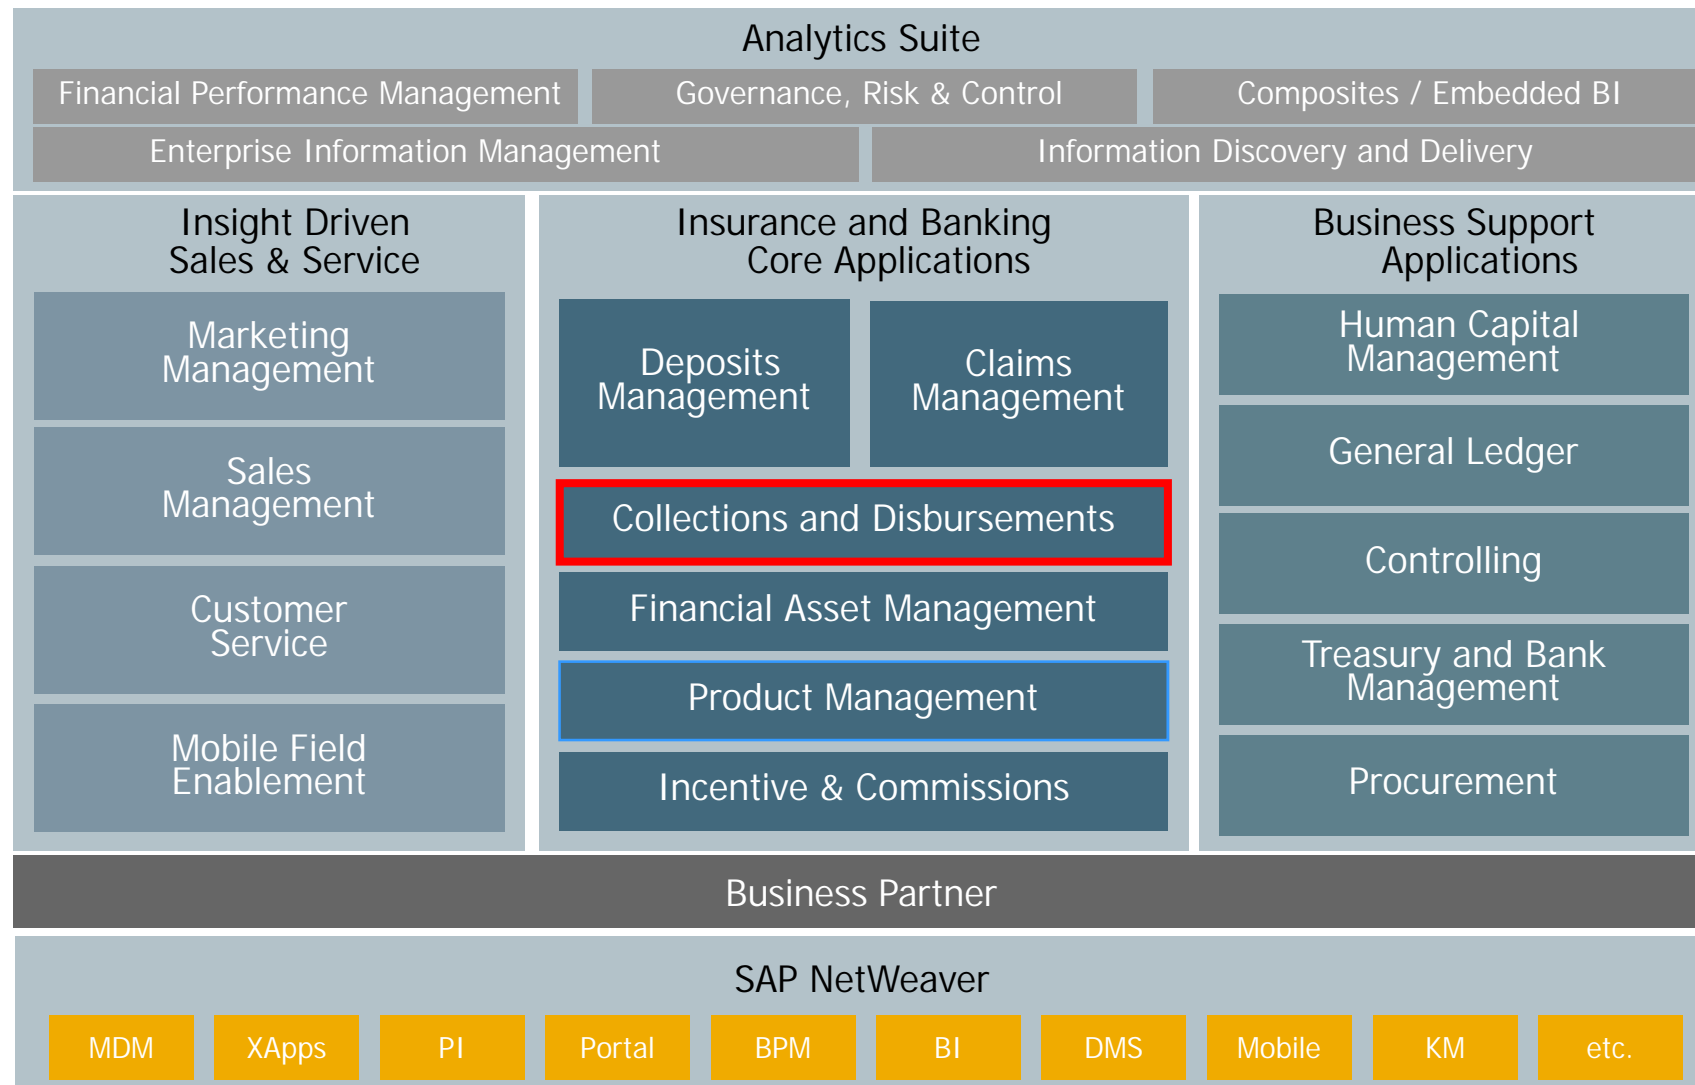 Analytics Suite
Financial Performance Management
Governance, Risk & Control
Composites / Embedded BI
Enterprise Information Management
Information Discovery and Delivery
Insight Driven
Sales & Service
Marketing
Management
Sales
Management
Customer
Service
Mobile Field
Enablement
Insurance and Banking
Core Applications
Deposits
Management
Claims
Management
Collections and Disbursements
Financial Asset Management
Product Management
Incentive & Commissions
Business Support
Applications
Human Capital
Management
General Ledger
Controlling
Treasury and Bank
Management
Procurement
Business Partner
SAP NetWeaver
MDM
XApps
PI
Portal
BPM
BI
DMS
Mobile
KM
etc.